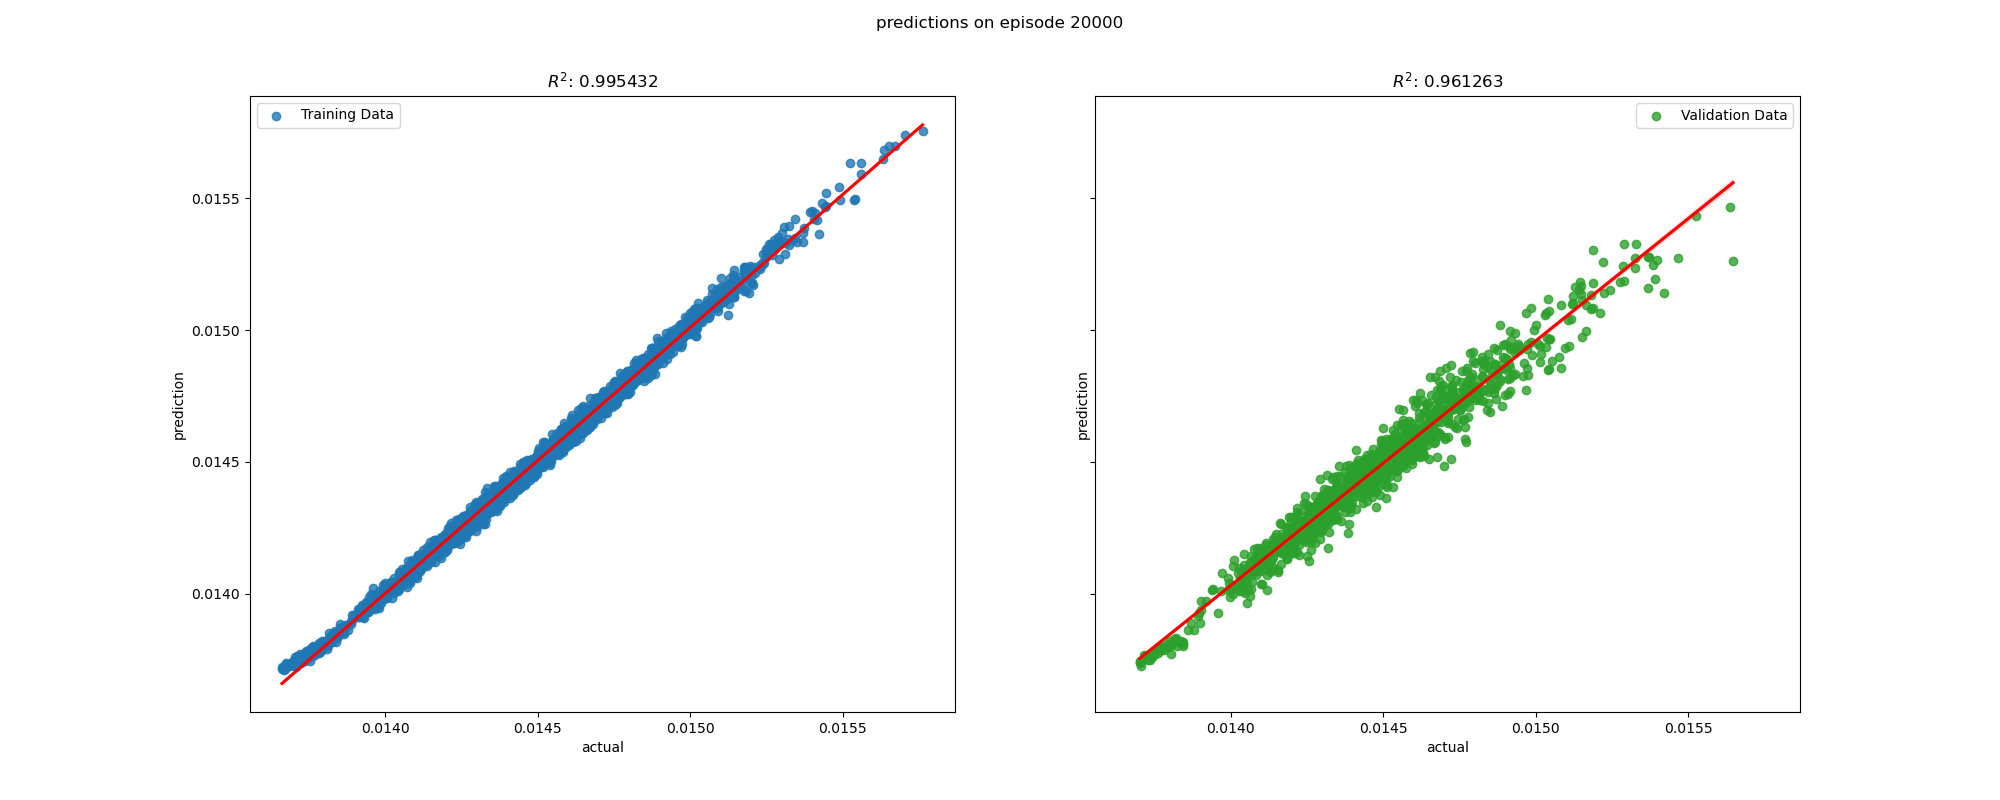 predictions on episode 20000
R²: 0.995432
Training Data
prediction
0.0155
0.0150
0.0145
0.0140
0.0140 0.0145 0.0150 0.0155
actual
R²: 0.961263
Validation Data
prediction
0.0140 0.0145 0.0150 0.0155
actual